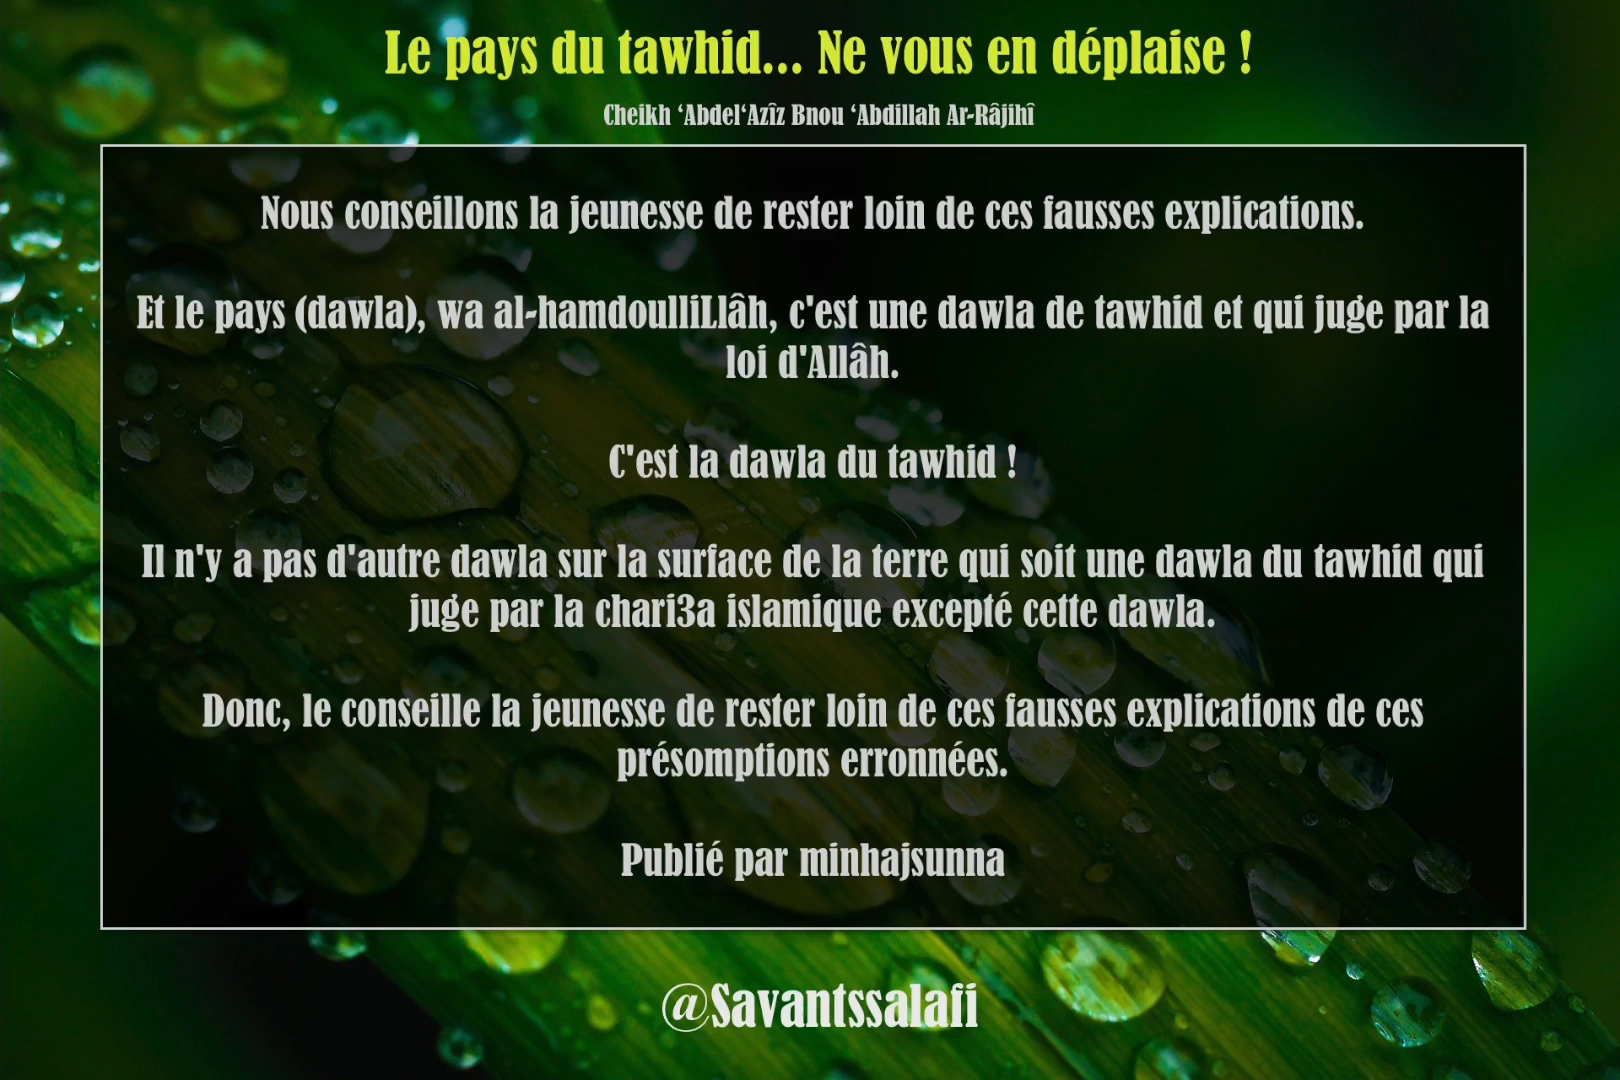 Le pays du tawhid... Ne vous en déplaise !
Cheikh ‘Abdel‘Azîz Bnou ‘Abdillah Ar-Râjihî
Nous conseillons la jeunesse de rester loin de ces fausses explications.
Et le pays (dawla), wa al-hamdoulliLlâh, c'est une dawla de tawhid et qui juge par la
loi d'Allâh.
C'est la dawla du tawhid !
Il n'y a pas d'autre dawla sur la surface de la terre qui soit une dawla du tawhid qui
juge par la chari3a islamique excepté cette dawla.
Donc, le conseille la jeunesse de rester loin de ces fausses explications de ces
présomptions erronnées.
Publié par minhajsunna
@Savantssalafi